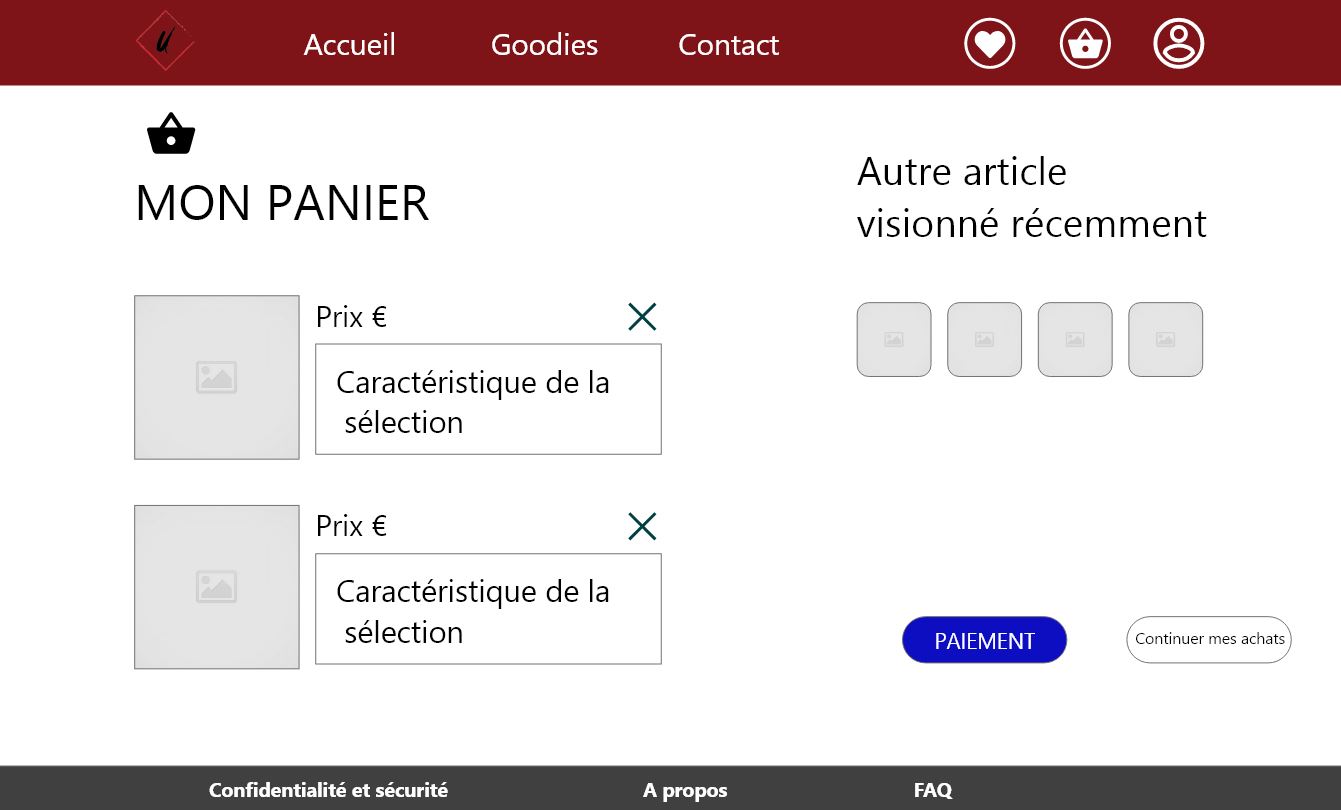 u
Accueil
Goodies
Contact
MON PANIER
Prix €
Caractéristique de la
sélection
Prix €
Caractéristique de la
sélection
Autre article
visionné récemment
PAIEMENT
Continuer mes achats
Confidentialité et sécurité
A propos
FAQ